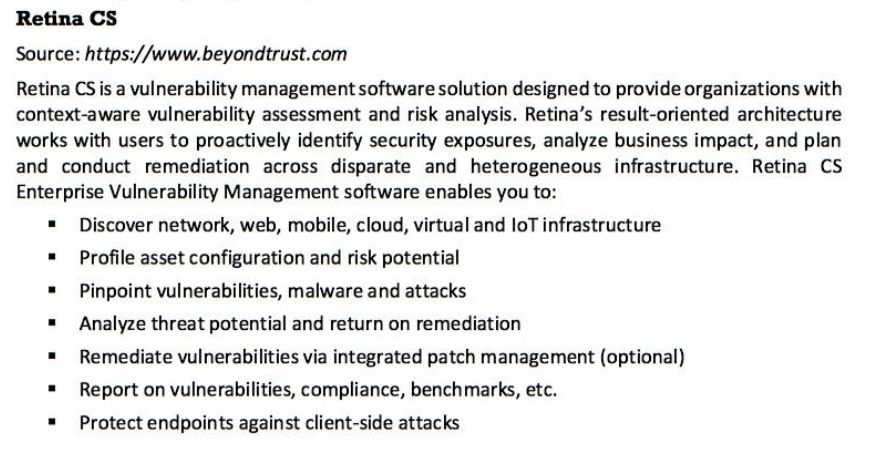 Retina CS
Source: https://www.beyondtrust.com
Retina CS is a vulnerability management software solution designed to provide organizations with
context-aware vulnerability assessment and risk analysis. Retina’s result-oriented architecture
works with users to proactively identify security exposures, analyze business impact, and plan
and conduct remediation across disparate and heterogeneous infrastructure. Retina CS
Enterprise Vulnerability Management software enables you to:
▪ Discover network, web, mobile, cloud, virtual and IoT infrastructure
▪ Profile asset configuration and risk potential
▪ Pinpoint vulnerabilities, malware and attacks
▪ Analyze threat potential and return on remediation
▪ Remediate vulnerabilities via integrated patch management (optional)
▪ Report on vulnerabilities, compliance, benchmarks, etc.
▪ Protect endpoints against client-side attacks